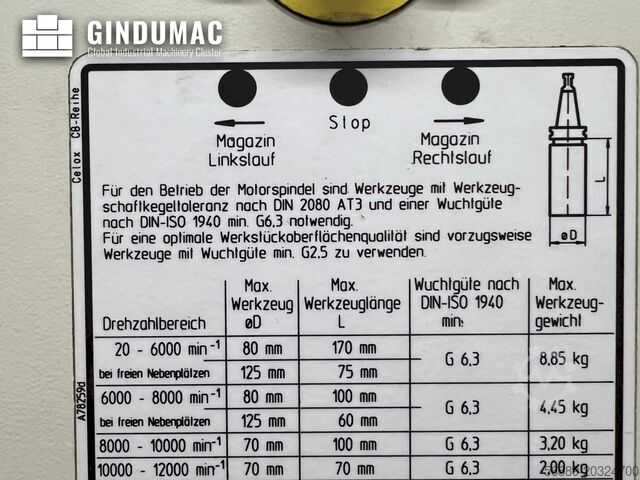 GINDUMAC
Global Industrial Machinery Cluster
Celox CB-Reihe
Magazin
Linkslauf
Stop
Magazin
Rechtslauf
L
øD
Für den Betrieb der Motorspindel sind Werkzeuge mit Werkzeug-
schaftkegeltoleranz nach DIN 2080 AT3 und einer Wuchtgüte
nach DIN-ISO 1940 min. G6,3 notwendig.
Für eine optimale Werkstückoberflächenqualität sind vorzugsweise
Werkzeuge mit Wuchtgüte min. G2,5 zu verwenden.
Drehzahlbereich
Max.
Werkzeug
øD
Max.
Werkzeuglänge
L
Wuchtgüte nach
DIN-ISO 1940
min.
Max.
Werkzeug-
gewicht
20 - 6000 min-1 80 mm 170 mm G 6,3 8,85 kg
bei freien Nebenplätzen 125 mm 75 mm
6000 - 8000 min-1 80 mm 100 mm G 6,3 4,45 kg
bei freien Nebenplätzen 125 mm 60 mm
8000 - 10000 min-1 70 mm 100 mm G 6,3 3,20 kg
10000 - 12000 min-1 70 mm 70 mm G 6,3 2,00 kg
A78259d